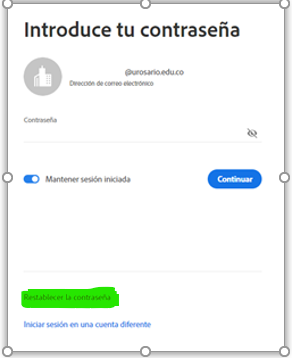 Introduce tu contraseña
@urosario.edu.co
Dirección de correo electrónico
Contraseña
Mantener sesión iniciada
Continuar
Restablecer la contraseña
Iniciar sesión en una cuenta diferente